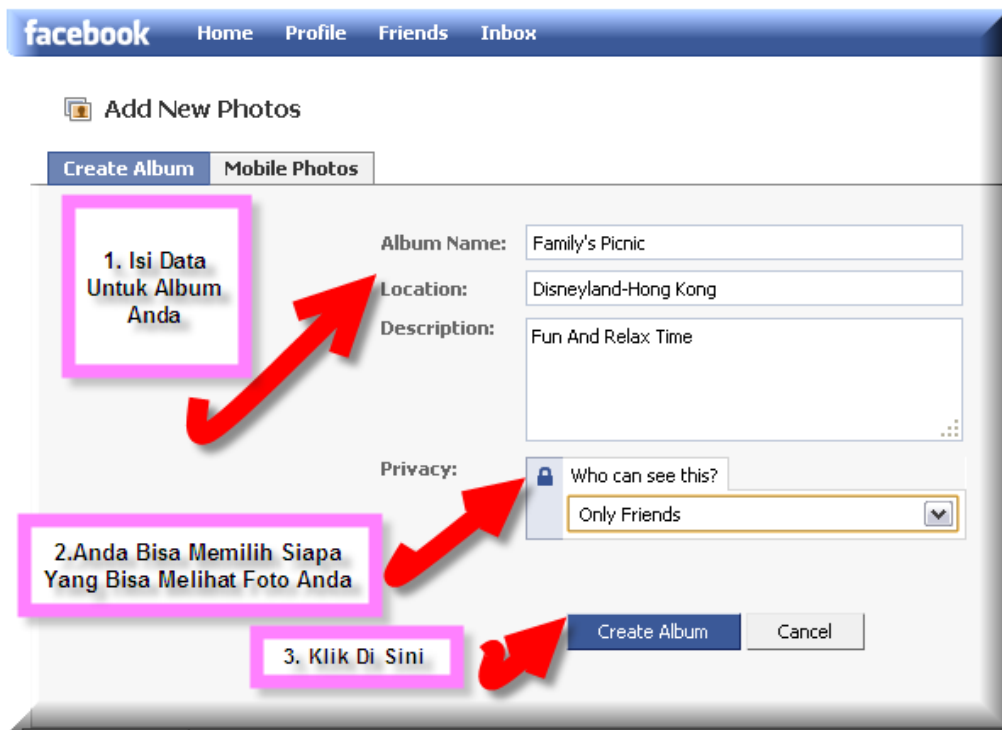 facebook Home Profile Friends Inbox
Add New Photos
Create Album Mobile Photos
1. Isi Data
Untuk Album
Anda
Album Name: Family's Picnic
Location: Disneyland-Hong Kong
Description: Fun And Relax Time
Privacy: Who can see this?
Only Friends
2.Anda Bisa Memilih Siapa
Yang Bisa Melihat Foto Anda
3. Klik Di Sini
Create Album Cancel